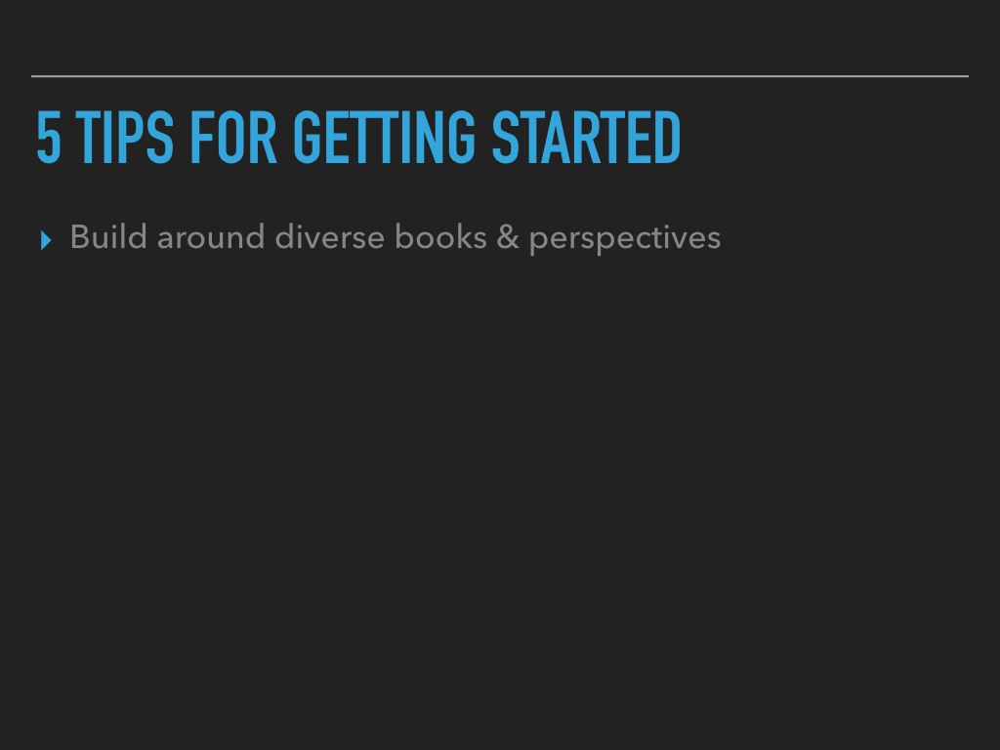 5 TIPS FOR GETTING STARTED
Build around diverse books & perspectives